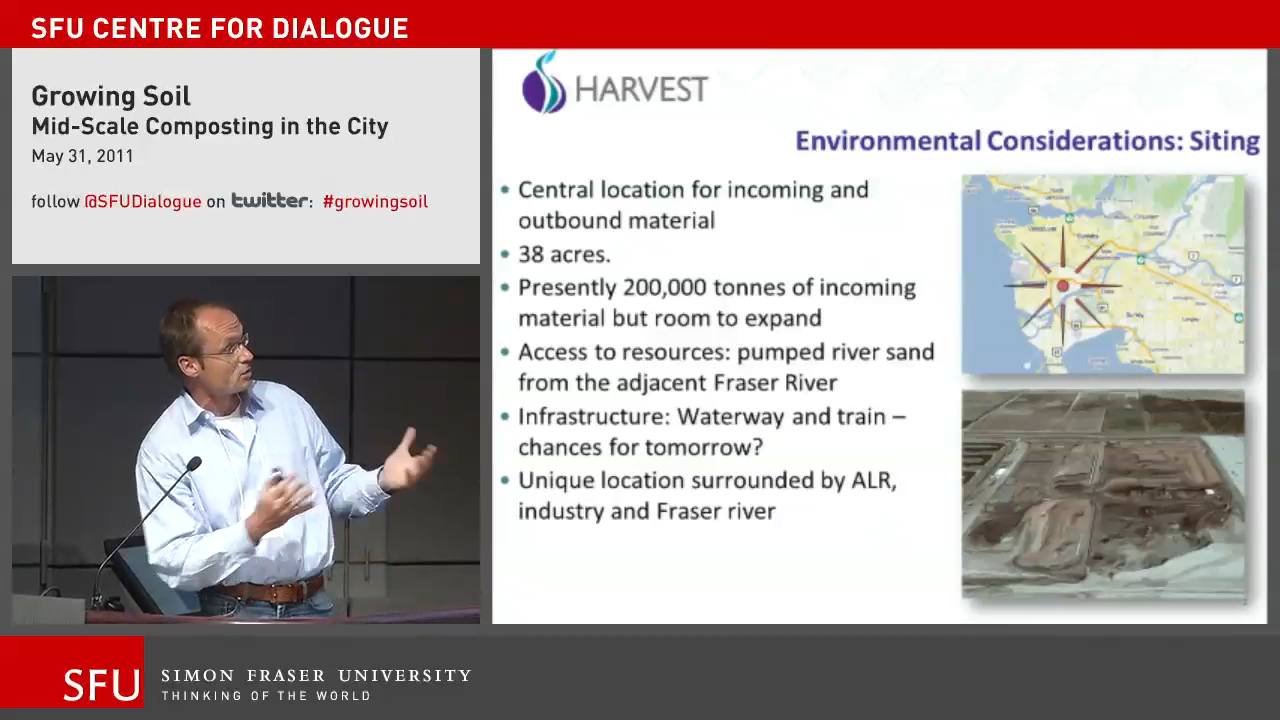 SFU CENTRE FOR DIALOGUE
Growing Soil
Mid-Scale Composting in the City
May 31, 2011
follow @SFUDialogue on twitter: #growingsoil
HARVEST
Environmental Considerations: Siting
• Central location for incoming and
outbound material
• 38 acres.
• Presently 200,000 tonnes of incoming
material but room to expand
• Access to resources: pumped river sand
from the adjacent Fraser River
• Infrastructure: Waterway and train –
chances for tomorrow?
• Unique location surrounded by ALR,
industry and Fraser river
SFU
SIMON FRASER UNIVERSITY
THINKING OF THE WORLD